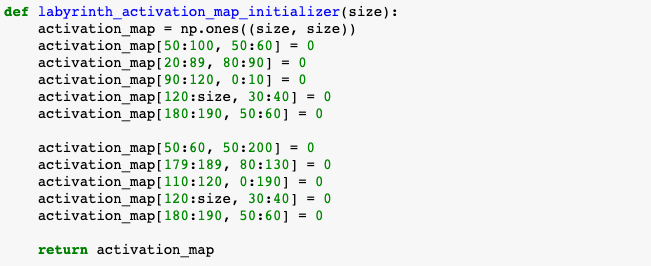 def labyrinth_activation_map_initializer(size):
    activation_map = np.ones((size, size))
    activation_map[50:100, 50:60] = 0
    activation_map[20:89, 80:90] = 0
    activation_map[90:120, 0:10] = 0
    activation_map[120:size, 30:40] = 0
    activation_map[180:190, 50:60] = 0

    activation_map[50:60, 50:200] = 0
    activation_map[179:189, 80:130] = 0
    activation_map[110:120, 0:190] = 0
    activation_map[120:size, 30:40] = 0
    activation_map[180:190, 50:60] = 0

    return activation_map